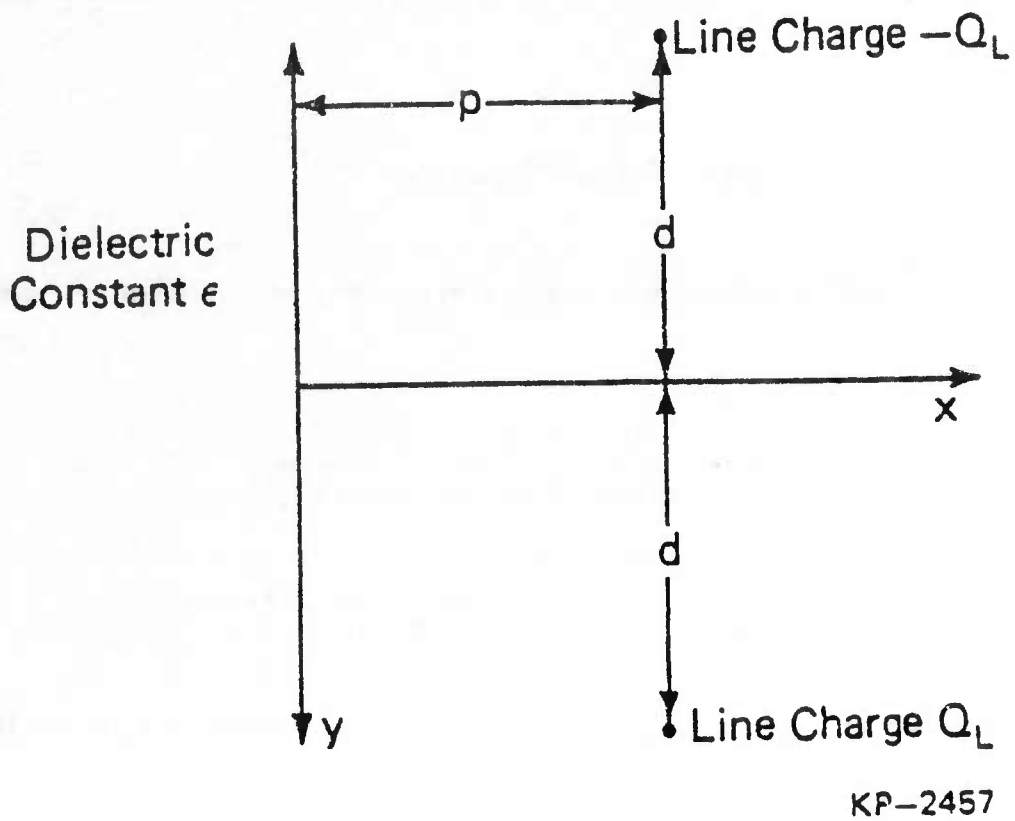 Line Charge −Q_L
p
d
Dielectric
Constant ϵ
x
d
y
Line Charge Q_L
KP−2457